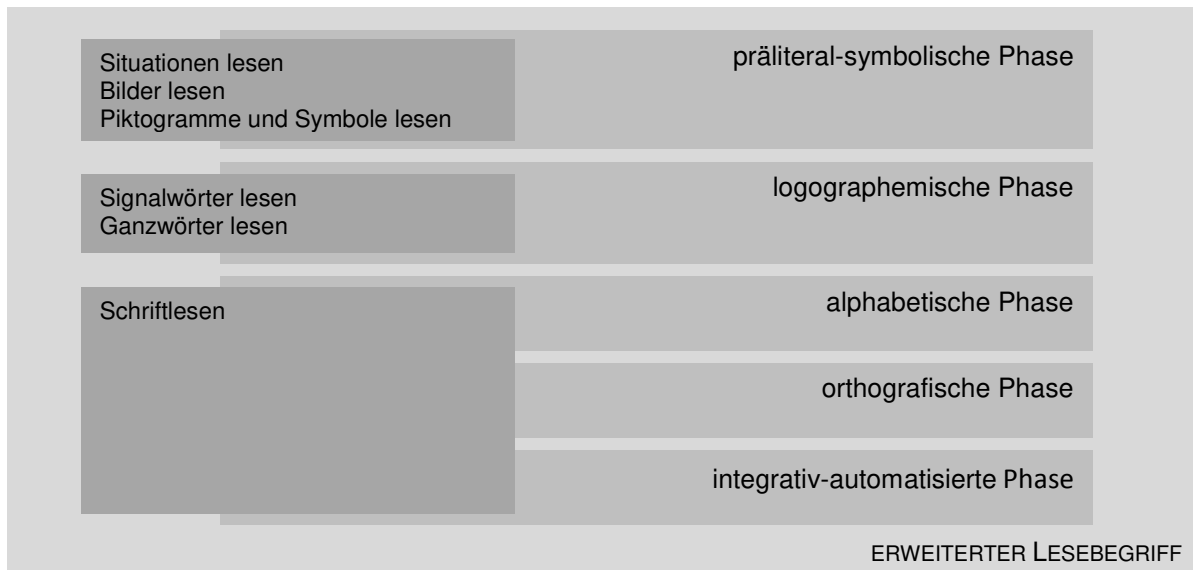 Situationen lesen
Bilder lesen
Piktogramme und Symbole lesen
präliteral-symbolische Phase
Signalwörter lesen
Ganzwörter lesen
logographemische Phase
Schriftlesen
alphabetische Phase
orthografische Phase
integrativ-automatisierte Phase
ERWEITERTER LESEBEGRIFF